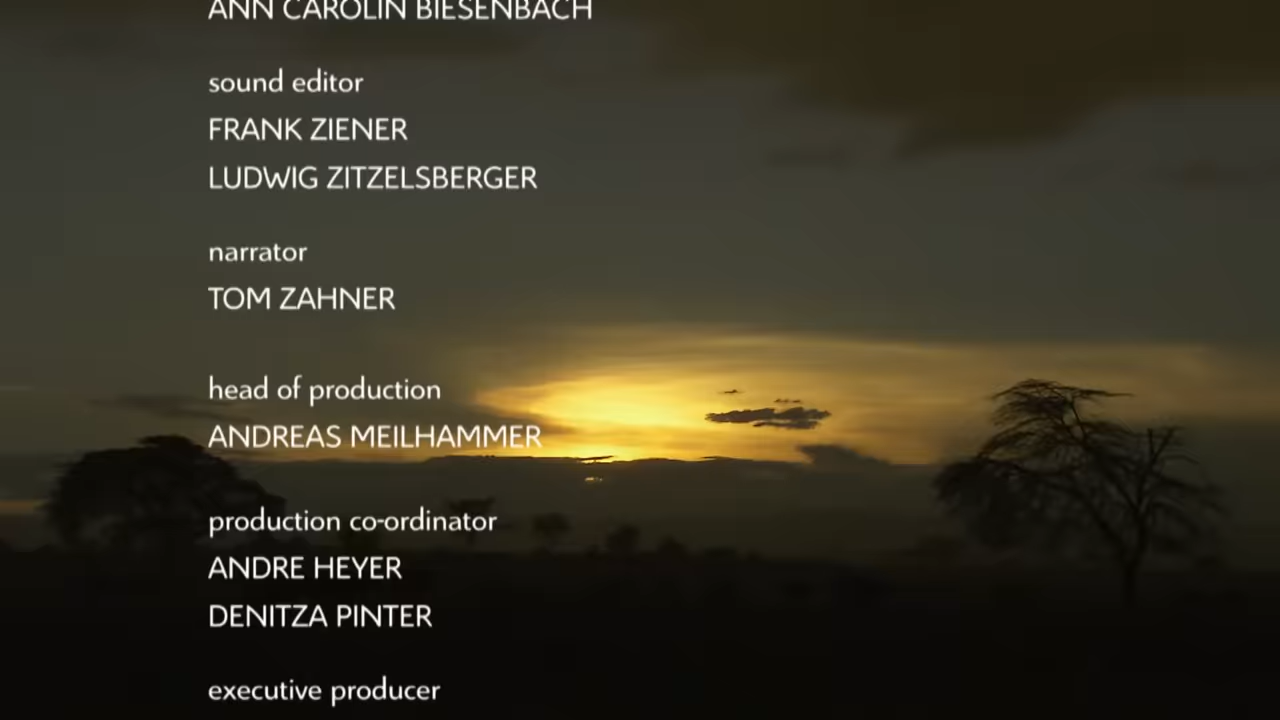 ANN CAROLIN BIESENBACH
sound editor
FRANK ZIENER
LUDWIG ZITZELSBERGER
narrator
TOM ZAHNER
head of production
ANDREAS MEILHAMMER
production co-ordinator
ANDRE HEYER
DENITZA PINTER
executive producer